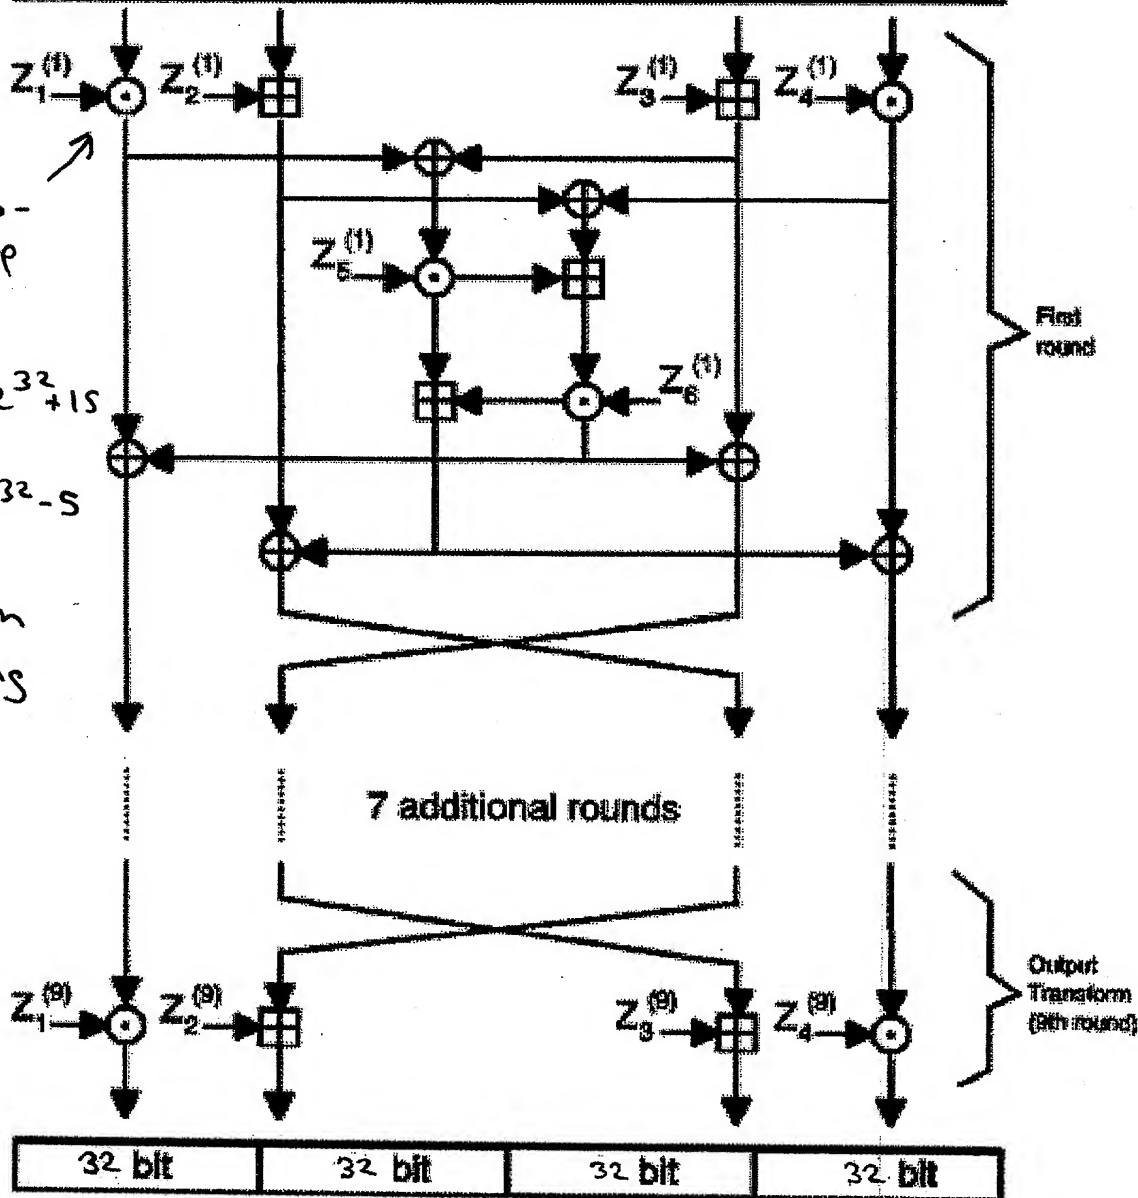 Z₁⁽¹⁾ Z₂⁽¹⁾ Z₃⁽¹⁾ Z₄⁽¹⁾
P
Z₅⁽¹⁾
2³²+15
Z₆⁽¹⁾
³²-5
First
round
7 additional rounds
Z₁⁽⁹⁾ Z₂⁽⁹⁾ Z₃⁽⁹⁾ Z₄⁽⁹⁾
Output
Transform
(9th round)
32 bit 32 bit 32 bit 32 bit